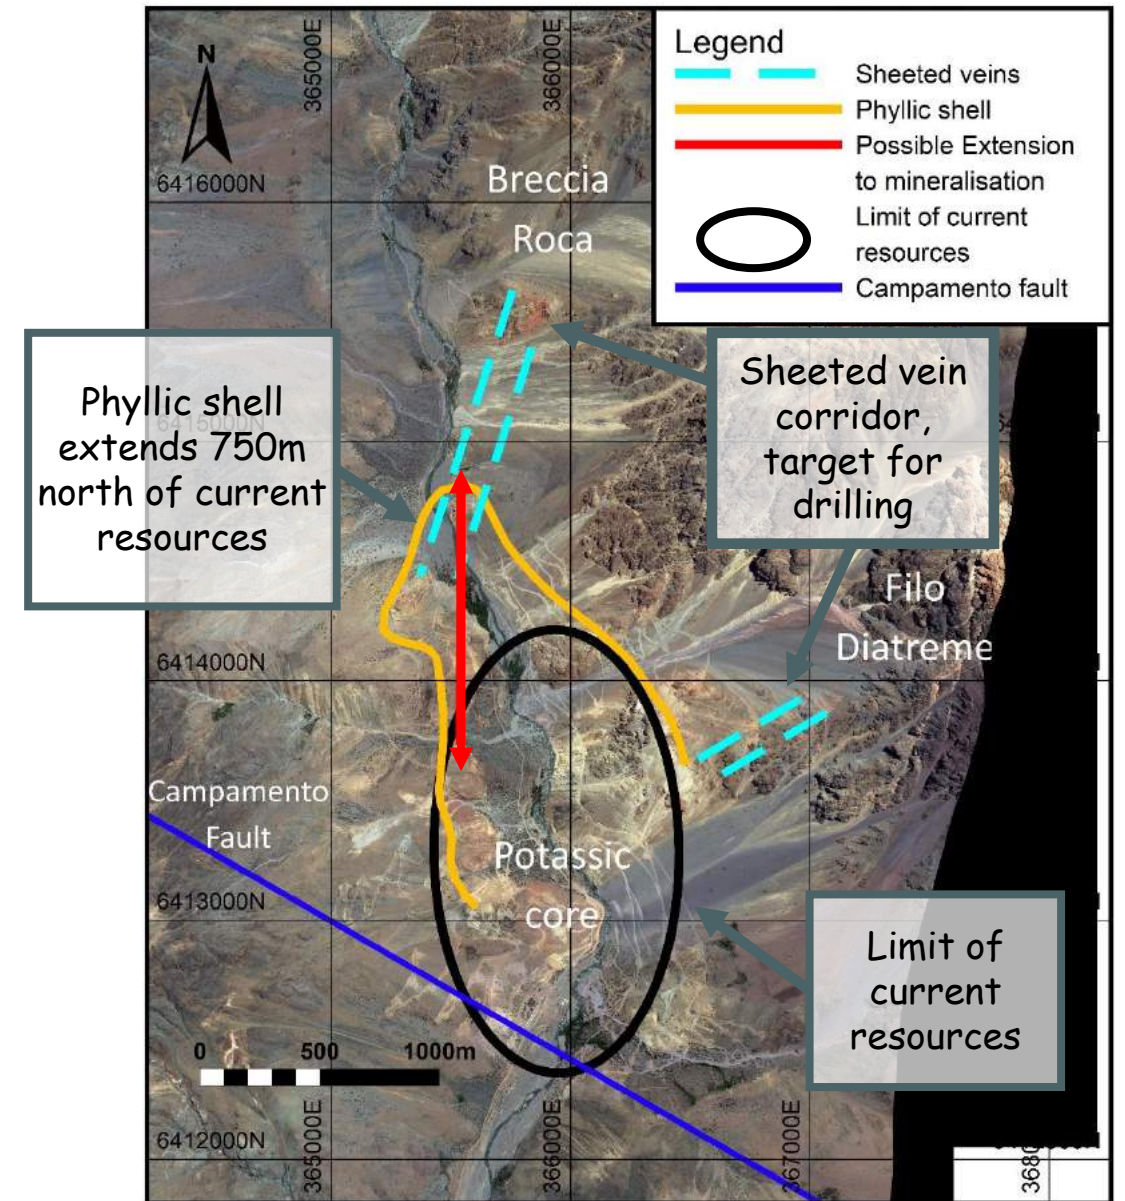 Legend
Sheeted veins
Phyllic shell
Possible Extension
to mineralisation
Limit of current
resources
Campamento fault
N
365000E
366000E
6416000N
Breccia
Roca
Phyllic shell
extends 750m
north of current
resources
6415000N
Sheeted vein
corridor,
target for
drilling
Filo
Diatreme
6414000N
Campamento
Fault
Potassic
core
6413000N
Limit of
current
resources
0 500 1000m
6412000N
365000E
366000E
367000E